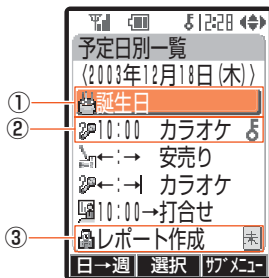 12:28
予定日別一覧
〈2003年12月18日(木)〉
① 誕生日
② 10:00 カラオケ
←:→ 安売り
←:→| カラオケ
10:00→打合せ
③ レポート作成 未
日→週 選択 ｻﾌﾞﾒﾆｭｰ